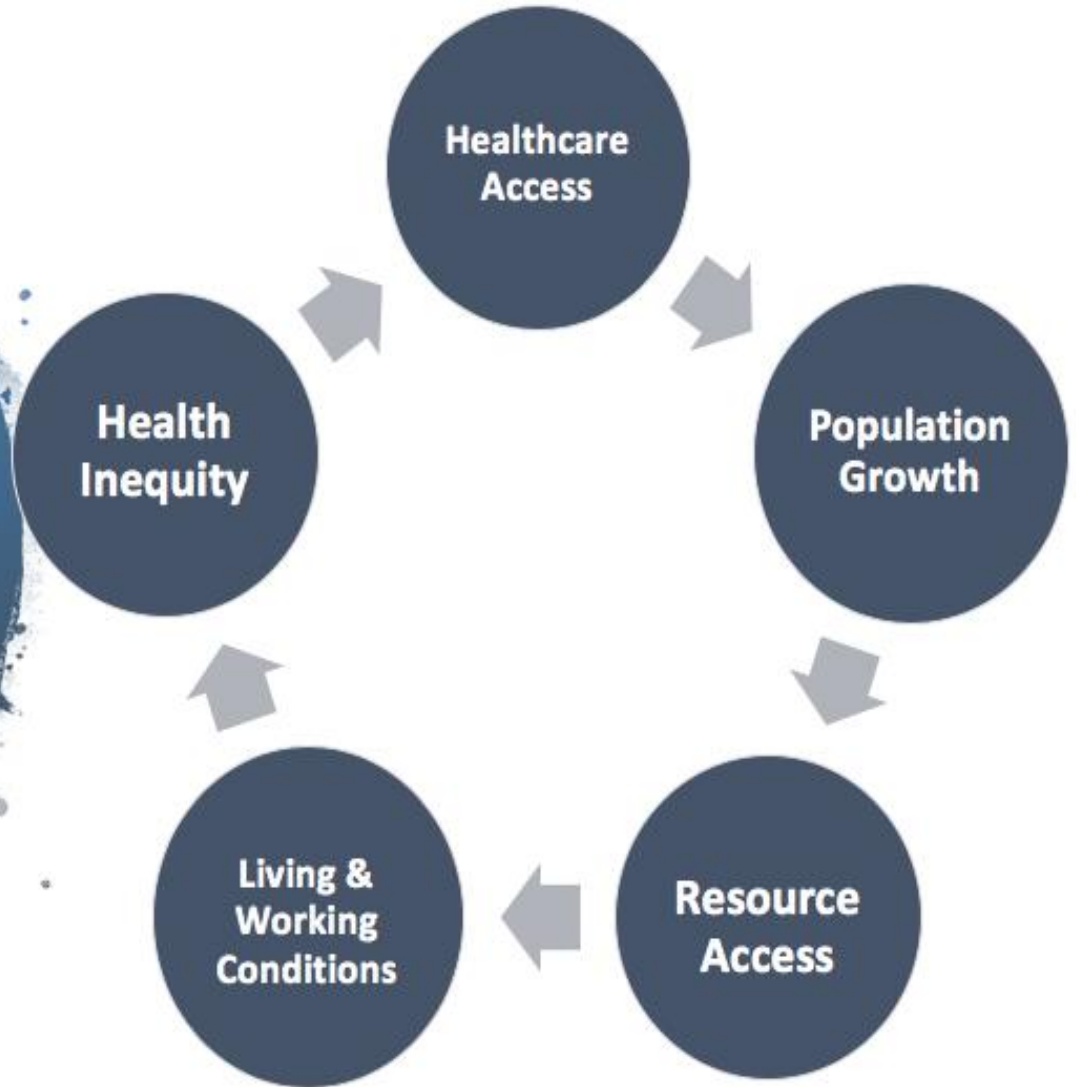 Healthcare
Access
Population
Growth
Resource
Access
Living &
Working
Conditions
Health
Inequity